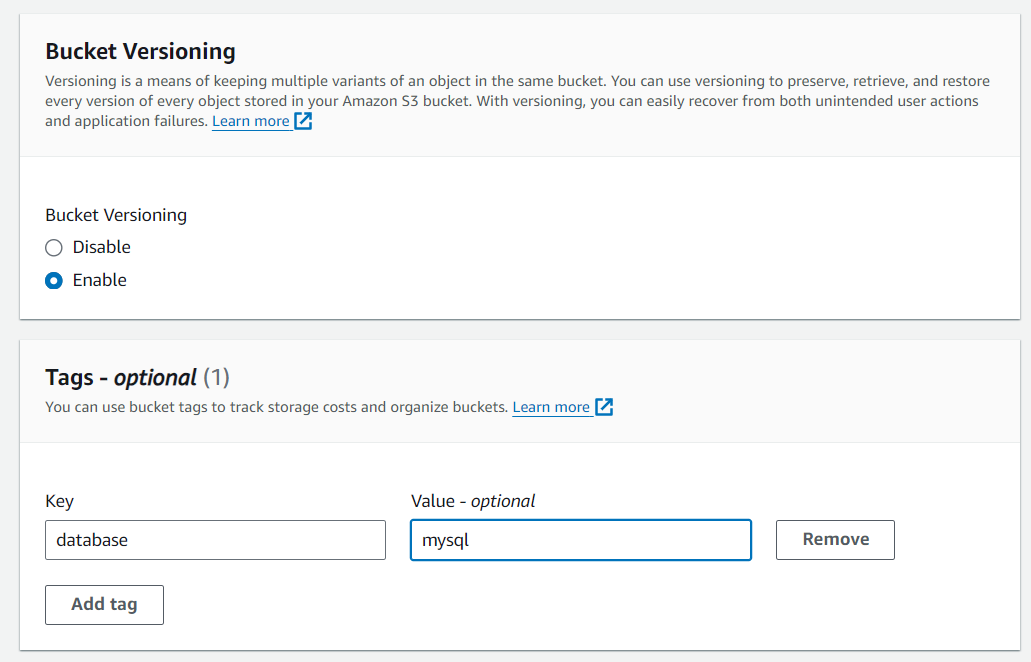 Bucket Versioning
Versioning is a means of keeping multiple variants of an object in the same bucket. You can use versioning to preserve, retrieve, and restore
every version of every object stored in your Amazon S3 bucket. With versioning, you can easily recover from both unintended user actions
and application failures. Learn more
Bucket Versioning
Disable
Enable
Tags - optional (1)
You can use bucket tags to track storage costs and organize buckets. Learn more
Key Value - optional
database mysql Remove
Add tag